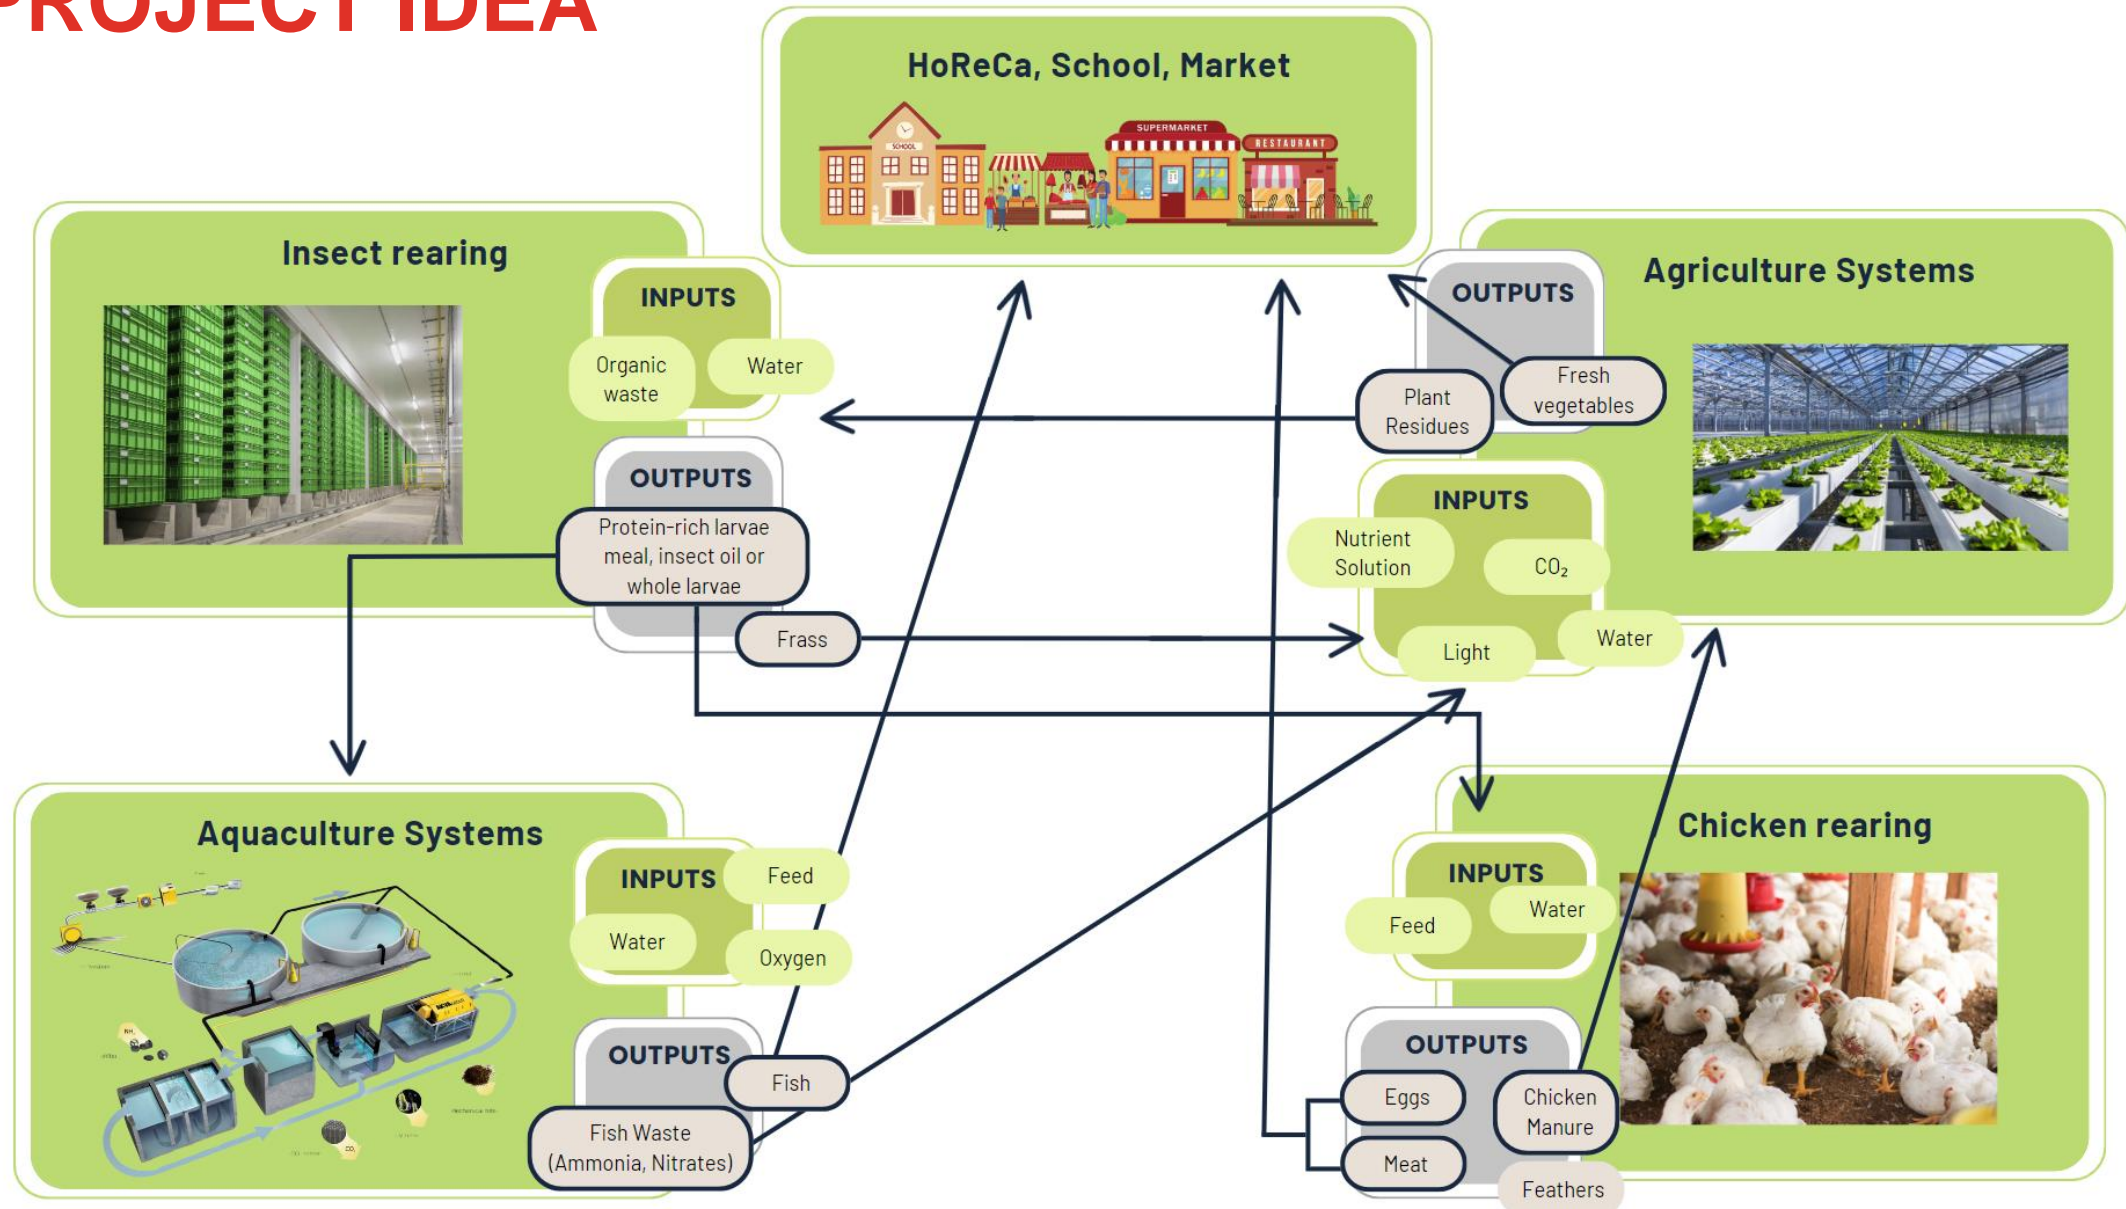 PROJECT IDEA
HoReCa, School, Market
SCHOOL
SUPERMARKET
RESTAURANT
Insect rearing
INPUTS
Organic
waste
Water
OUTPUTS
Protein-rich larvae
meal, insect oil or
whole larvae
Frass
Agriculture Systems
OUTPUTS
Plant
Residues
Fresh
vegetables
INPUTS
Nutrient
Solution
CO₂
Light
Water
Aquaculture Systems
INPUTS
Feed
Water
Oxygen
OUTPUTS
Fish
Fish Waste
(Ammonia, Nitrates)
Chicken rearing
INPUTS
Feed
Water
OUTPUTS
Eggs
Meat
Chicken
Manure
Feathers